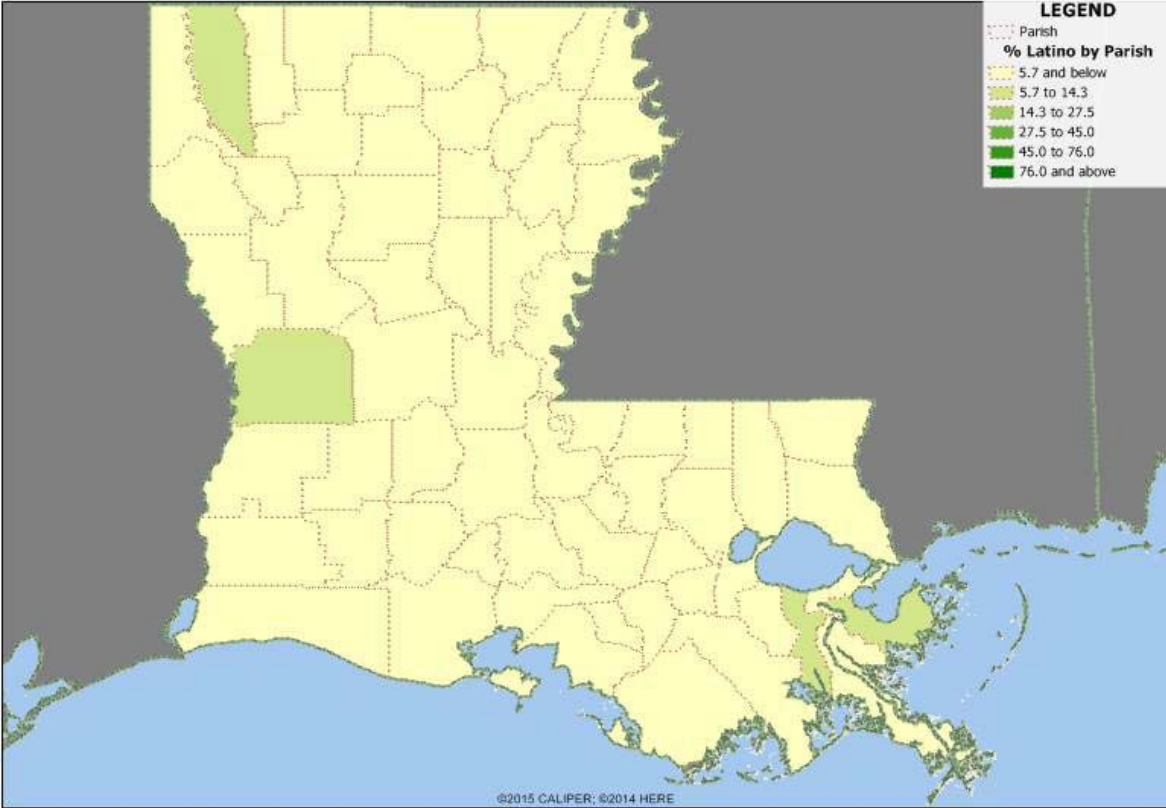 LEGEND
Parish
% Latino by Parish
5.7 and below
5.7 to 14.3
14.3 to 27.5
27.5 to 45.0
45.0 to 76.0
76.0 and above
©2015 CALIPER; ©2014 HERE